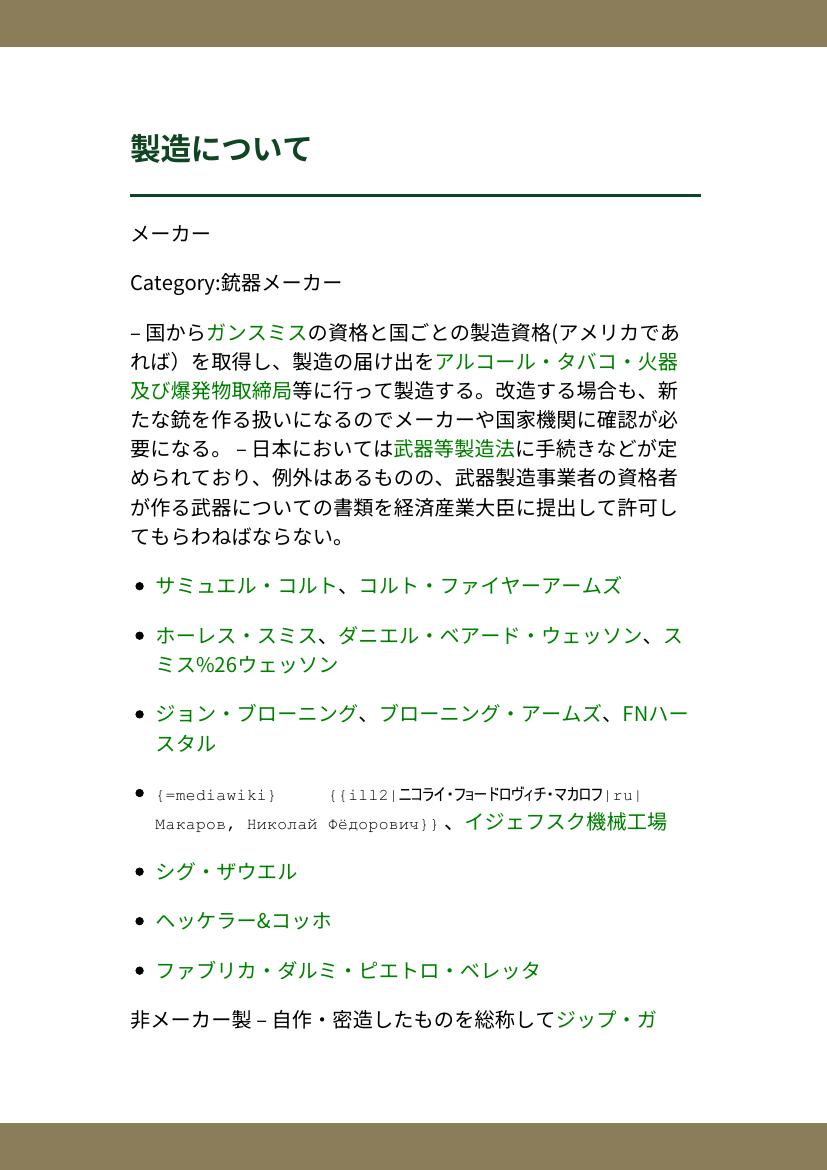 製造について
メーカー
Category:銃器メーカー
– 国からガンスミスの資格と国ごとの製造資格(アメリカであ
れば）を取得し、製造の届け出をアルコール・タバコ・火器
及び爆発物取締局等に行って製造する。改造する場合も、新
たな銃を作る扱いになるのでメーカーや国家機関に確認が必
要になる。 – 日本においては武器等製造法に手続きなどが定
められており、例外はあるものの、武器製造事業者の資格者
が作る武器についての書類を経済産業大臣に提出して許可し
てもらわねばならない。
• サミュエル・コルト、コルト・ファイヤーアームズ
• ホーレス・スミス、ダニエル・ベアード・ウェッソン、ス
ミス%26ウェッソン
• ジョン・ブローニング、ブローニング・アームズ、FNハー
スタル
• {=mediawiki} {{ill2|ニコライ・フョードロヴィチ・マカロフ|ru|
Макаров, Николай Фёдорович}} 、イジェフスク機械工場
• シグ・ザウエル
• ヘッケラー&コッホ
• ファブリカ・ダルミ・ピエトロ・ベレッタ
非メーカー製 – 自作・密造したものを総称してジップ・ガ